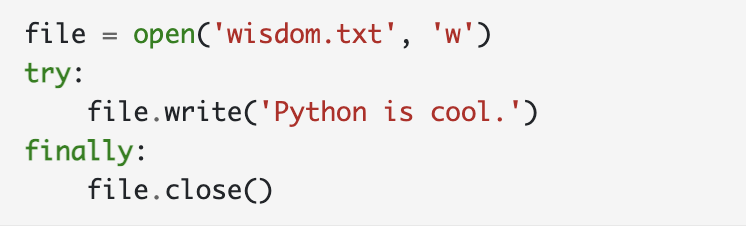 file = open('wisdom.txt', 'w')
try:
    file.write('Python is cool.')
finally:
    file.close()